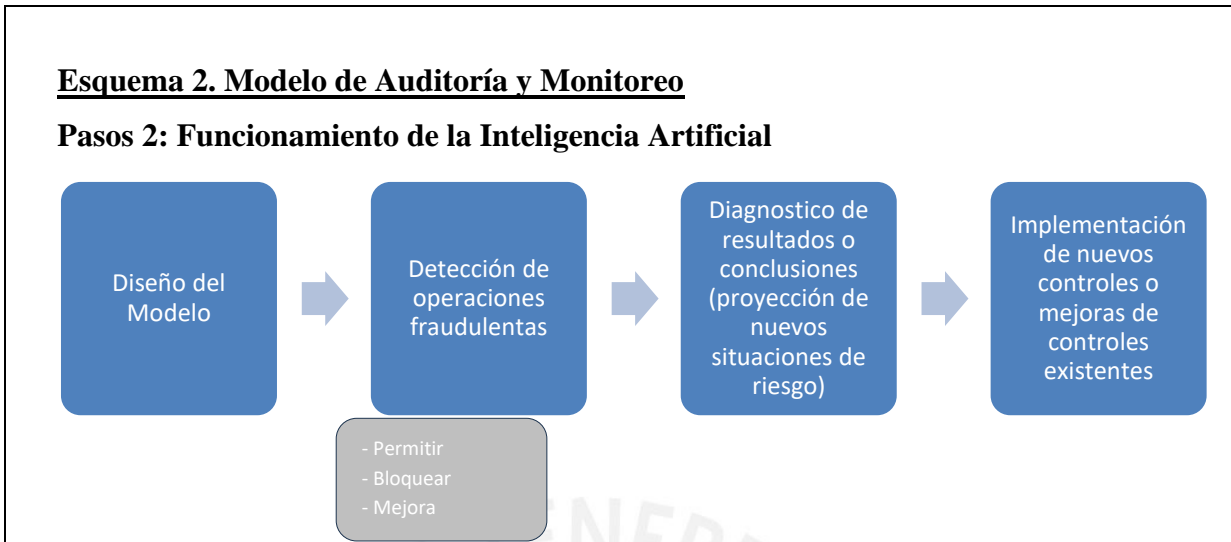 Esquema 2. Modelo de Auditoría y Monitoreo
Pasos 2: Funcionamiento de la Inteligencia Artificial
Diseño del
Modelo
Detección de
operaciones
fraudulentas
- Permitir
- Bloquear
- Mejora
Diagnostico de
resultados o
conclusiones
(proyección de
nuevos
situaciones de
riesgo)
Implementación
de nuevos
controles o
mejoras de
controles
existentes